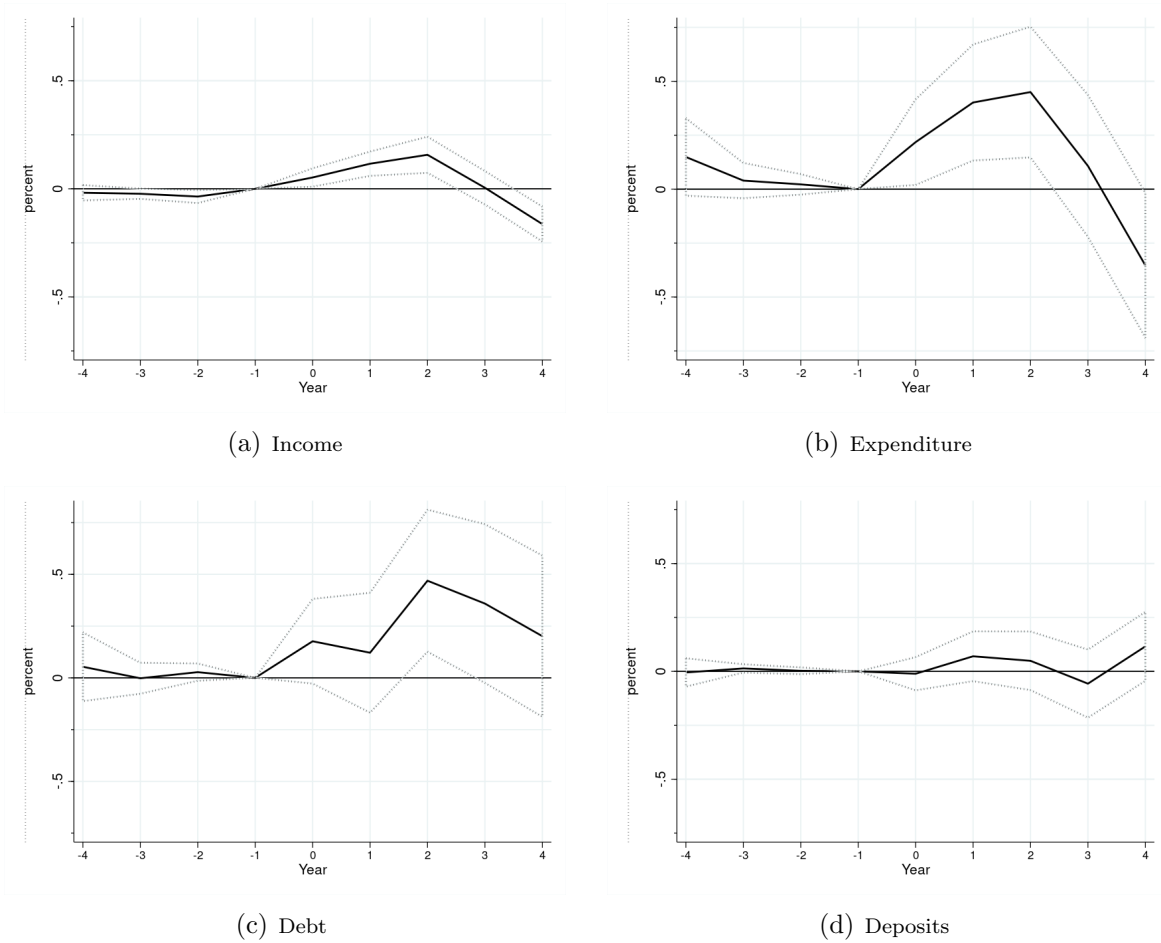 percent
.5
0
-.5
-4 -3 -2 -1 0 1 2 3 4
Year
(a) Income
percent
.5
0
-.5
-4 -3 -2 -1 0 1 2 3 4
Year
(b) Expenditure
percent
.5
0
-.5
-4 -3 -2 -1 0 1 2 3 4
Year
(c) Debt
percent
.5
0
-.5
-4 -3 -2 -1 0 1 2 3 4
Year
(d) Deposits